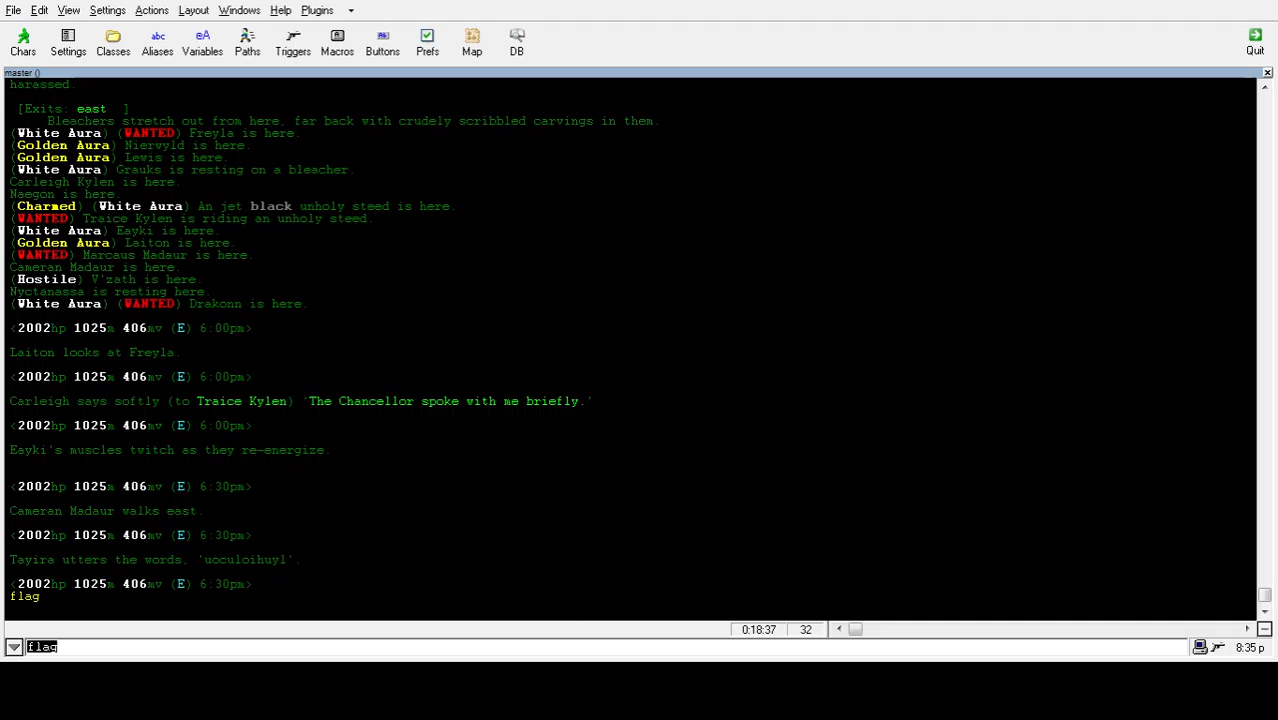 File Edit View Settings Actions Layout Windows Help Plugins
Chars Settings Classes Aliases Variables Paths Triggers Macros Buttons Prefs Map DB Quit
master ()
harassed.
[Exits: east ]
Bleachers stretch out from here, far back with crudely scribbled carvings in them.
(White Aura) (WANTED) Freyla is here.
(Golden Aura) Nierwyld is here.
(Golden Aura) Lewis is here.
(White Aura) Grauks is resting on a bleacher.
Carleigh Kylen is here.
Naegon is here.
(Charmed) (White Aura) An jet black unholy steed is here.
(WANTED) Traice Kylen is riding an unholy steed.
(White Aura) Eayki is here.
(Golden Aura) Laiton is here.
(WANTED) Marcaus Madaur is here.
Cameran Madaur is here.
(Hostile) V'zath is here.
Nyctanassa is resting here.
(White Aura) (WANTED) Drakonn is here.
<2002hp 1025m 406mv (E) 6:00pm>
Laiton looks at Freyla.
<2002hp 1025m 406mv (E) 6:00pm>
Carleigh says softly (to Traice Kylen) 'The Chancellor spoke with me briefly.'
<2002hp 1025m 406mv (E) 6:00pm>
Eayki's muscles twitch as they re-energize.
<2002hp 1025m 406mv (E) 6:30pm>
Cameran Madaur walks east.
<2002hp 1025m 406mv (E) 6:30pm>
Tayira utters the words, 'uoculoihuyl'.
<2002hp 1025m 406mv (E) 6:30pm>
flag
0:18:37 32
flag 8:35 p